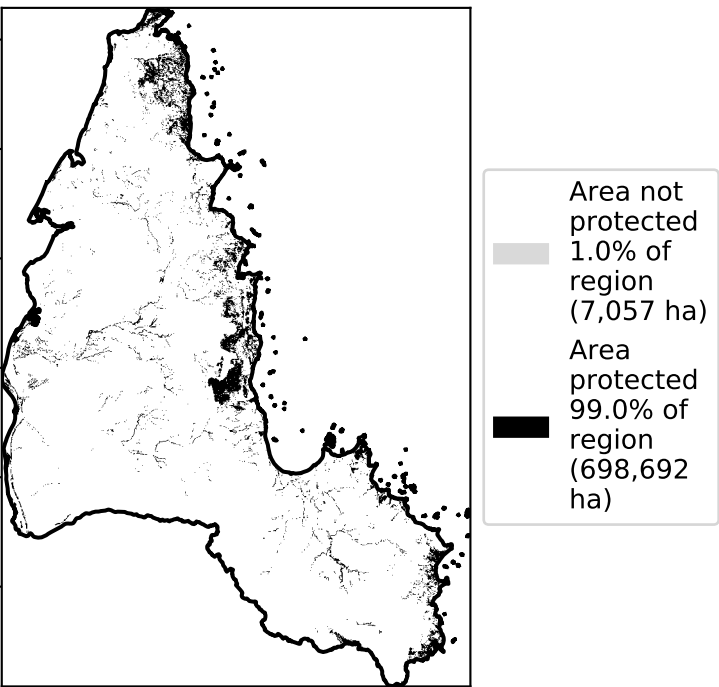 Area not
protected
1.0% of
region
(7,057 ha)
Area
protected
99.0% of
region
(698,692
ha)